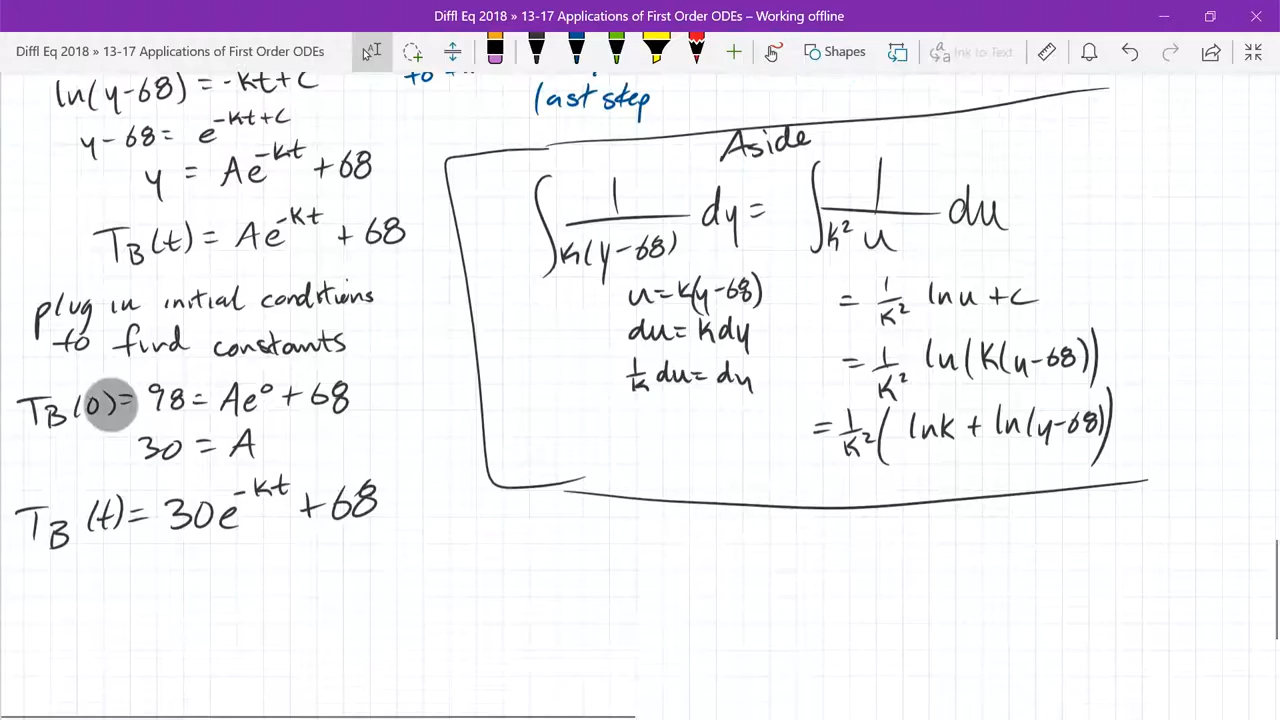 Diffl Eq 2018 » 13-17 Applications of First Order ODEs – Working offline
Diffl Eq 2018 » 13-17 Applications of First Order ODEs
Shapes
Ink to Text
ln(y-68) = -kt+C
y-68 = e^{-kt+C}
y = Ae^{-kt} + 68
T_B(t) = Ae^{-kt} + 68
plug in initial conditions
to find constants
T_B(0) = 98 = Ae^0 + 68
30 = A
T_B(t) = 30e^{-kt} + 68
last step
Aside
∫ 1/(k(y-68)) dy = ∫ 1/(k² u) du
u = k(y-68)
du = k dy
1/k du = dy
= 1/k² ln u + C
= 1/k² ln(k(y-68))
= 1/k² (ln k + ln(y-68))